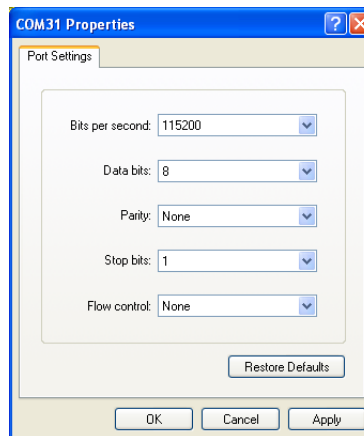 COM31 Properties
Port Settings
Bits per second: 115200
Data bits: 8
Parity: None
Stop bits: 1
Flow control: None
Restore Defaults
OK Cancel Apply